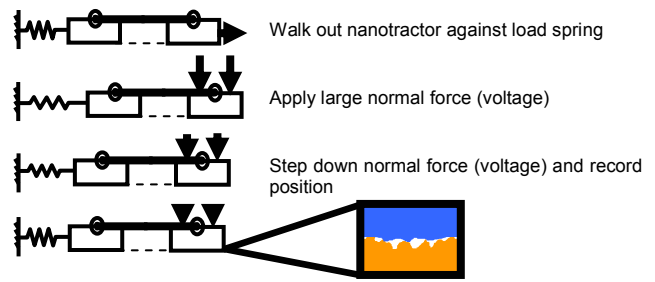 Walk out nanotractor against load spring
Apply large normal force (voltage)
Step down normal force (voltage) and record
position